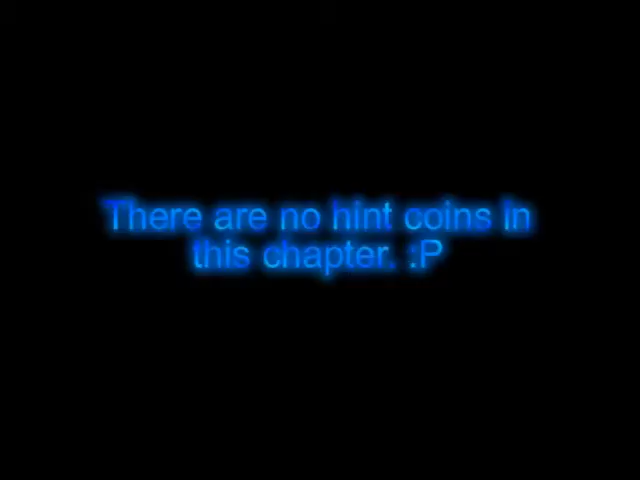 There are no hint coins in
this chapter. :P